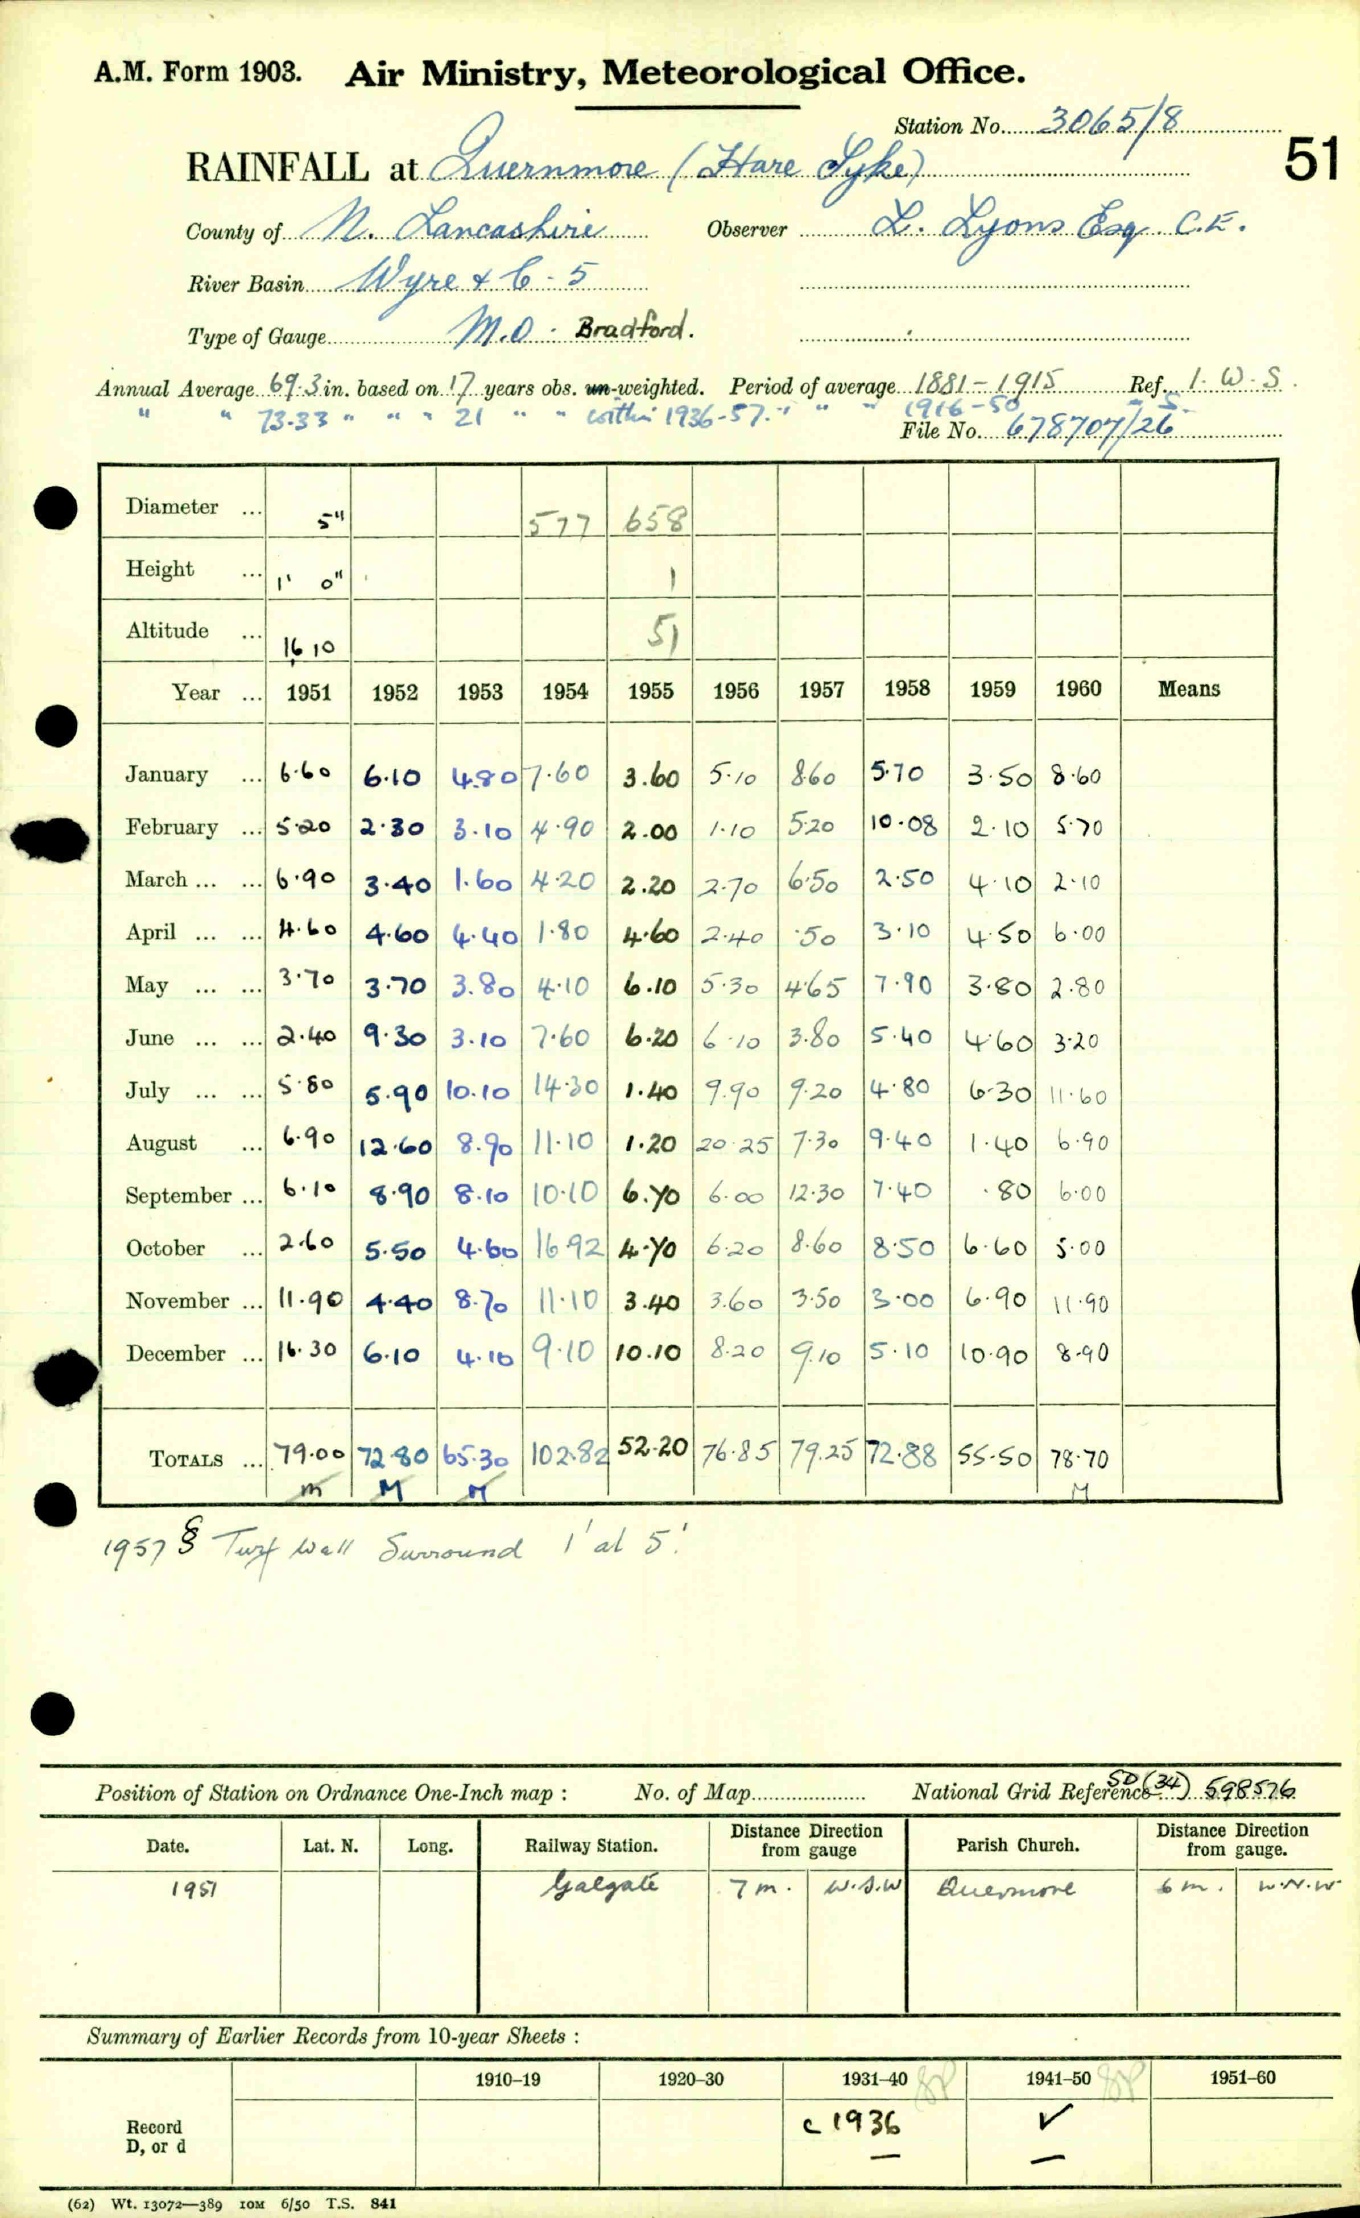 A.M. Form 1903. Air Ministry, Meteorological Office.
Station No. 3065/8
51
RAINFALL at Quernmore (Hare Syke)
County of N. Lancashire Observer L. Lyons Esq. C.E.
River Basin Wyre & C - 5
Type of Gauge M.O. Bradford.
Annual Average 69.3 in. based on 17 years obs. un-weighted. Period of average 1881-1915 Ref. I.W.S.
" " 73.33 " " " 21 " " within 1936-57. " " " 1916-50 " S.
File No. 678707/26
Diameter ... 5" 577 658
Height ... 1' 0" 1
Altitude ... 1610 51
Year ... 1951 1952 1953 1954 1955 1956 1957 1958 1959 1960 Means
January ... 6.60 6.10 4.80 7.60 3.60 5.10 8.60 5.70 3.50 8.60
February ... 5.20 2.30 3.10 4.90 2.00 1.10 5.20 10.08 2.10 5.70
March ... ... 6.90 3.40 1.60 4.20 2.20 2.70 6.50 2.50 4.10 2.10
April ... ... 4.60 4.60 4.40 1.80 4.60 2.40 .50 3.10 4.50 6.00
May ... ... 3.70 3.70 3.80 4.10 6.10 5.30 4.65 7.90 3.80 2.80
June ... ... 2.40 9.30 3.10 7.60 6.20 6.10 3.80 5.40 4.60 3.20
July ... ... 5.80 5.90 10.10 14.30 1.40 9.90 9.20 4.80 6.30 11.60
August ... 6.90 12.60 8.90 11.10 1.20 20.25 7.30 9.40 1.40 6.90
September ... 6.10 8.90 8.10 10.10 6.70 6.00 12.30 7.40 .80 6.00
October ... 2.60 5.50 4.60 16.92 4.70 6.20 8.60 8.50 6.60 5.00
November ... 11.90 4.40 8.70 11.10 3.40 3.60 3.50 3.00 6.90 11.90
December ... 16.30 6.10 4.10 9.10 10.10 8.20 9.10 5.10 10.90 8.90
TOTALS ... 79.00 72.80 65.30 102.82 52.20 76.85 79.25 72.88 55.50 78.70
M M M M
1957 § Turf Wall Surround 1' at 5'.
Position of Station on Ordnance One-Inch map : No. of Map National Grid Reference SD (34) 598576
Date. Lat. N. Long. Railway Station. Distance Direction from gauge Parish Church. Distance Direction from gauge.
1951 Galgate 7 m. W.S.W Quernmore 6 m. W.N.W.
Summary of Earlier Records from 10-year Sheets :
1910–19 1920–30 1931–40 1941–50 1951–60
Record D, or d c 1936 — ✓ —
(62) Wt. 13072—389 10M 6/50 T.S. 841